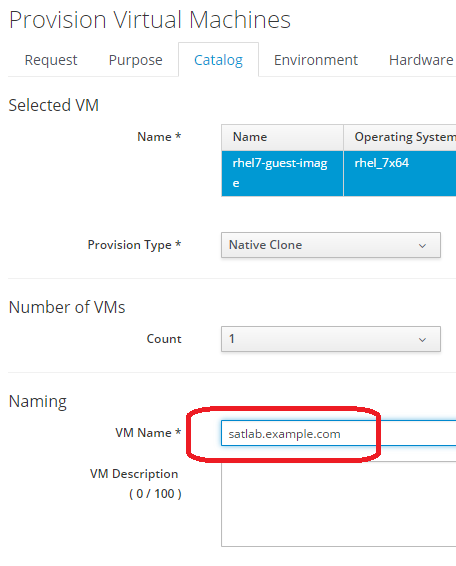 Provision Virtual Machines
Request Purpose Catalog Environment Hardware
Selected VM
Name * Name Operating System
rhel7-guest-imag rhel_7x64
e
Provision Type * Native Clone
Number of VMs
Count 1
Naming
VM Name * satlab.example.com
VM Description
( 0 / 100 )